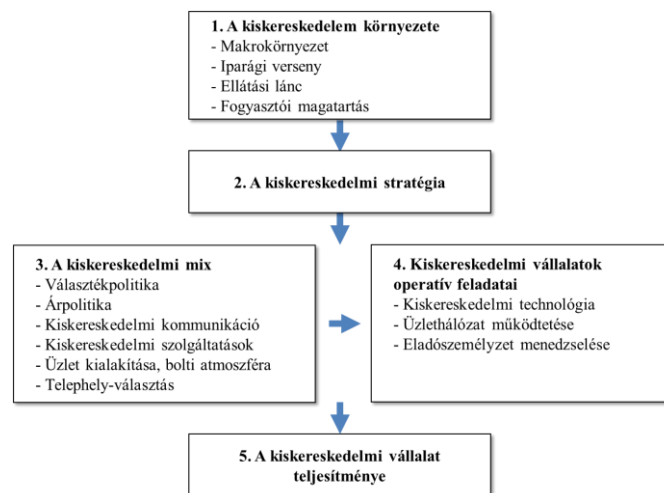 1. A kiskereskedelem környezete
- Makrokörnyezet
- Iparági verseny
- Ellátási lánc
- Fogyasztói magatartás
2. A kiskereskedelmi stratégia
3. A kiskereskedelmi mix
- Választékpolitika
- Árpolitika
- Kiskereskedelmi kommunikáció
- Kiskereskedelmi szolgáltatások
- Üzlet kialakítása, bolti atmoszféra
- Telephely-választás
4. Kiskereskedelmi vállalatok
operatív feladatai
- Kiskereskedelmi technológia
- Üzlethálózat működtetése
- Eladószemélyzet menedzselése
5. A kiskereskedelmi vállalat
teljesítménye